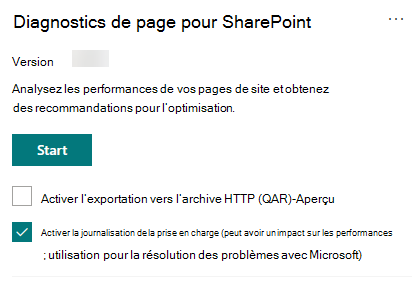 Diagnostics de page pour SharePoint
...
Version
Analysez les performances de vos pages de site et obtenez
des recommandations pour l'optimisation.
Start
Activer l'exportation vers l'archive HTTP (QAR)-Aperçu
Activer la journalisation de la prise en charge (peut avoir un impact sur les performances
; utilisation pour la résolution des problèmes avec Microsoft)